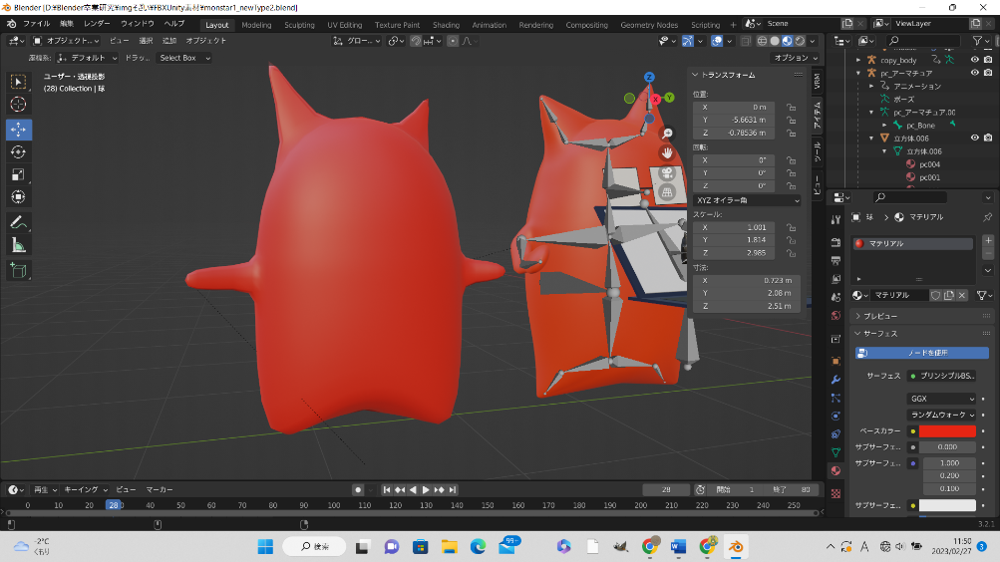 Blender [D:¥Blender卒業研究¥imgそざい¥FBXUnity素材¥monstar1_newType2.blend]
ファイル 編集 レンダー ウィンドウ ヘルプ Layout Modeling Sculpting UV Editing Texture Paint Shading Animation Rendering Compositing Geometry Nodes Scripting + Scene ViewLayer
オブジェクト... ビュー 選択 追加 オブジェクト グロー...
座標系: デフォルト ドラッ... Select Box オプション
ユーザー・透視投影
(28) Collection | 球
Z
Y
X
トランスフォーム
位置:
X 0 m
Y -5.6631 m
Z -0.78536 m
回転:
X 0°
Y 0°
Z 0°
XYZ オイラー角
スケール:
X 1.001
Y 1.814
Z 2.985
寸法:
X 0.723 m
Y 2.08 m
Z 2.51 m
VRM
アイテム
ツール
ビュー
copy_body
pc_アーマチュア
アニメーション
ポーズ
pc_アーマチュア.00
pc_Bone
立方体.006
立方体.006
pc004
pc001
球 > マテリアル
マテリアル
マテリアル
プレビュー
サーフェス
ノードを使用
サーフェス プリンシプルBS...
GGX
ランダムウォーク
ベースカラー
サブサーフェ... 0.000
サブサーフェ... 1.000
0.200
0.100
サブサーフェ...
再生 キーイング ビュー マーカー 28 開始 1 終了 80
0 10 20 28 30 40 50 60 70 80 90 100 110 120 130 140 150 160 170 180 190 200 210 220 230 240 250
3.2.1
-2°C
くもり
検索
99+
A
11:50
2023/02/27
3